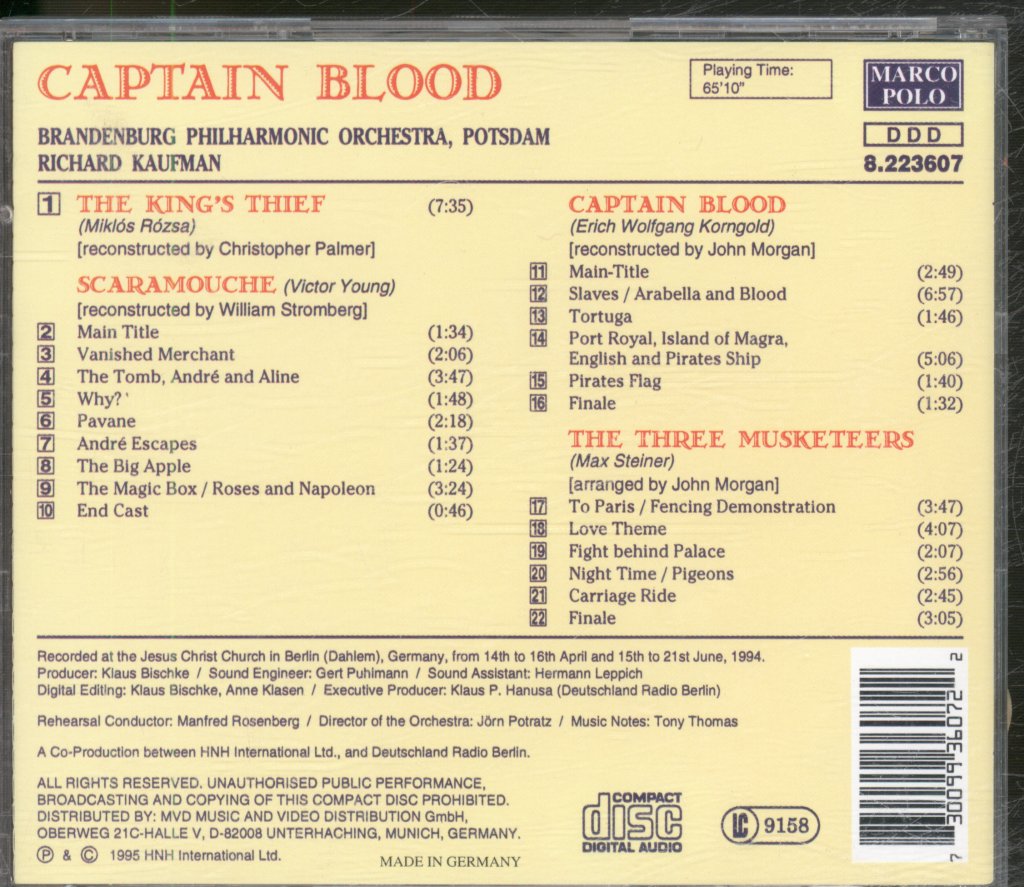 CAPTAIN BLOOD
Playing Time:
65'10"
MARCO
POLO
DDD
8.223607
BRANDENBURG PHILHARMONIC ORCHESTRA, POTSDAM
RICHARD KAUFMAN
1 THE KING'S THIEF (7:35)
(Miklós Rózsa)
[reconstructed by Christopher Palmer]
SCARAMOUCHE (Victor Young)
[reconstructed by William Stromberg]
2 Main Title (1:34)
3 Vanished Merchant (2:06)
4 The Tomb, André and Aline (3:47)
5 Why? (1:48)
6 Pavane (2:18)
7 André Escapes (1:37)
8 The Big Apple (1:24)
9 The Magic Box / Roses and Napoleon (3:24)
10 End Cast (0:46)
CAPTAIN BLOOD
(Erich Wolfgang Korngold)
[reconstructed by John Morgan]
11 Main-Title (2:49)
12 Slaves / Arabella and Blood (6:57)
13 Tortuga (1:46)
14 Port Royal, Island of Magra,
English and Pirates Ship (5:06)
15 Pirates Flag (1:40)
16 Finale (1:32)
THE THREE MUSKETEERS
(Max Steiner)
[arranged by John Morgan]
17 To Paris / Fencing Demonstration (3:47)
18 Love Theme (4:07)
19 Fight behind Palace (2:07)
20 Night Time / Pigeons (2:56)
21 Carriage Ride (2:45)
22 Finale (3:05)
Recorded at the Jesus Christ Church in Berlin (Dahlem), Germany, from 14th to 16th April and 15th to 21st June, 1994.
Producer: Klaus Bischke / Sound Engineer: Gert Puhlmann / Sound Assistant: Hermann Leppich
Digital Editing: Klaus Bischke, Anne Klasen / Executive Producer: Klaus P. Hanusa (Deutschland Radio Berlin)
Rehearsal Conductor: Manfred Rosenberg / Director of the Orchestra: Jörn Potratz / Music Notes: Tony Thomas
A Co-Production between HNH International Ltd., and Deutschland Radio Berlin.
ALL RIGHTS RESERVED. UNAUTHORISED PUBLIC PERFORMANCE,
BROADCASTING AND COPYING OF THIS COMPACT DISC PROHIBITED.
DISTRIBUTED BY: MVD MUSIC AND VIDEO DISTRIBUTION GmbH,
OBERWEG 21C-HALLE V, D-82008 UNTERHACHING, MUNICH, GERMANY.
℗ & © 1995 HNH International Ltd.
MADE IN GERMANY
COMPACT
disc
DIGITAL AUDIO
LC 9158
7 30099 36072 2